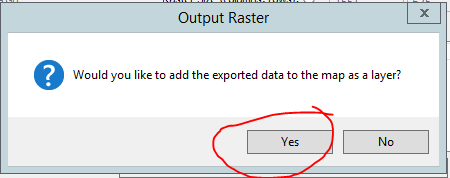 Output Raster
Would you like to add the exported data to the map as a layer?
Yes
No